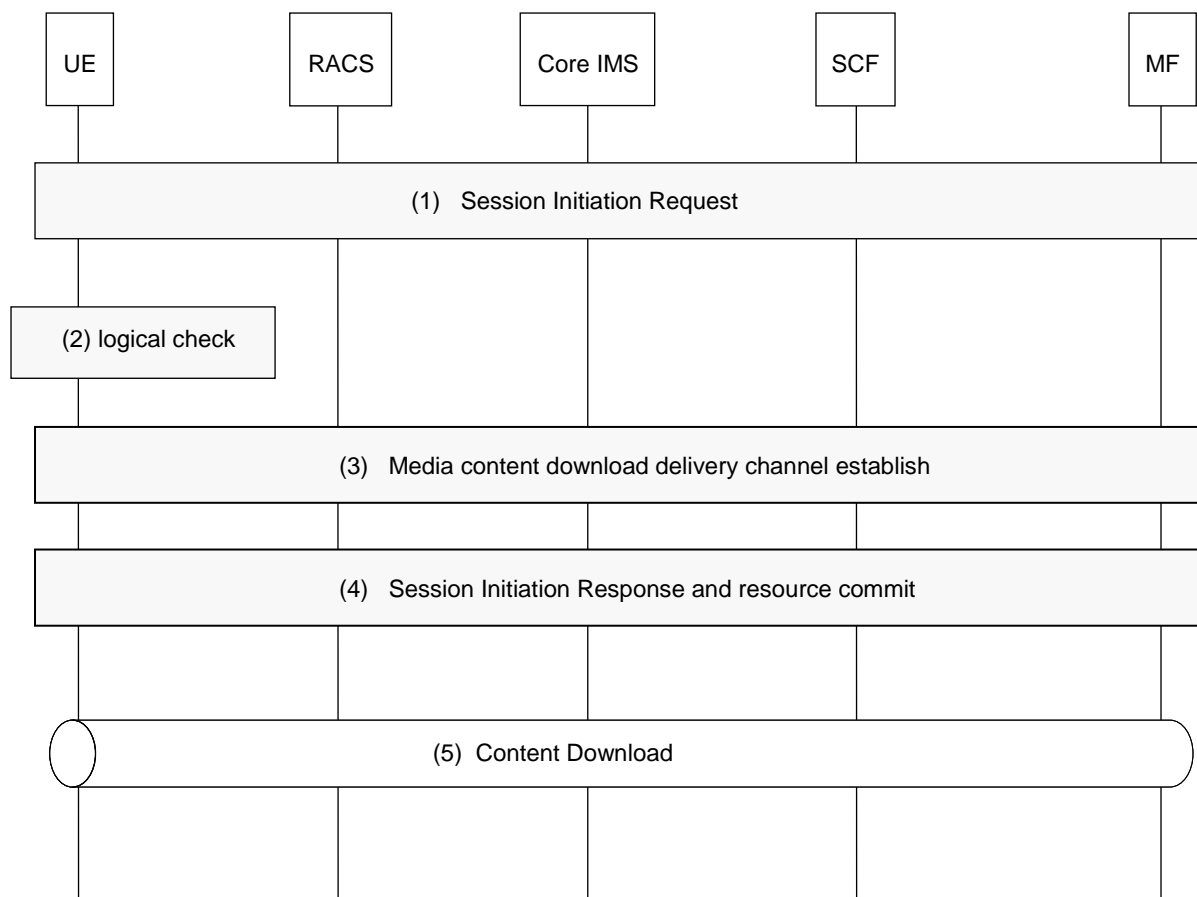 UE
RACS
Core IMS
SCF
MF
(1) Session Initiation Request
(2) logical check
(3) Media content download delivery channel establish
(4) Session Initiation Response and resource commit
(5) Content Download